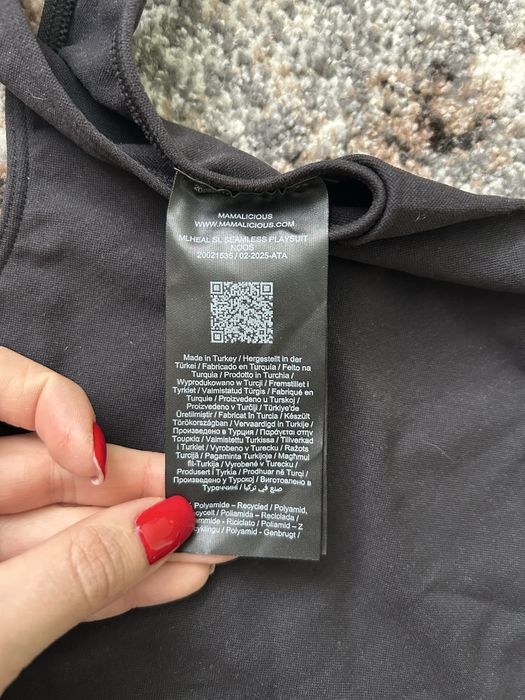 MAMALICIOUS
WWW.MAMALICIOUS.COM
MLHEAL SL SEAMLESS PLAYSUIT
NOOS
20021535 / 02-2025-ATA
Made in Turkey / Hergestellt in der
Türkei / Fabricado en Turquía / Feito na
Turquia / Prodotto in Turchia /
Wyprodukowano w Turcji / Fremstillet i
Tyrkiet / Valmistatud Türgis / Fabriqué en
Turquie / Proizvedeno u Turskoj /
Proizvedeno v Turčiji / Türkiye'de
Üretilmiştir / Fabricat în Turcia / Készült
Törökországban / Vervaardigd in Turkije /
Произведено в Турция / Παράγεται στην
Τουρκία / Valmistettu Turkissa / Tillverkad
i Turkiet / Vyrobeno v Turecku / Ražots
Turcijā / Pagaminta Turkijoje / Magħmul
fit-Turkija / Vyrobené v Turecku /
Produsert i Tyrkia / Prodhuar në Turqi /
Произведено у Турској / Виготовлено в
Туреччині / صنع في تركيا
Polyamide – Recycled / Polyamid,
/ Poliamida - Reciclada /
- Riciclato / Poliamid – Z
/ Polyamid - Genbrugt /